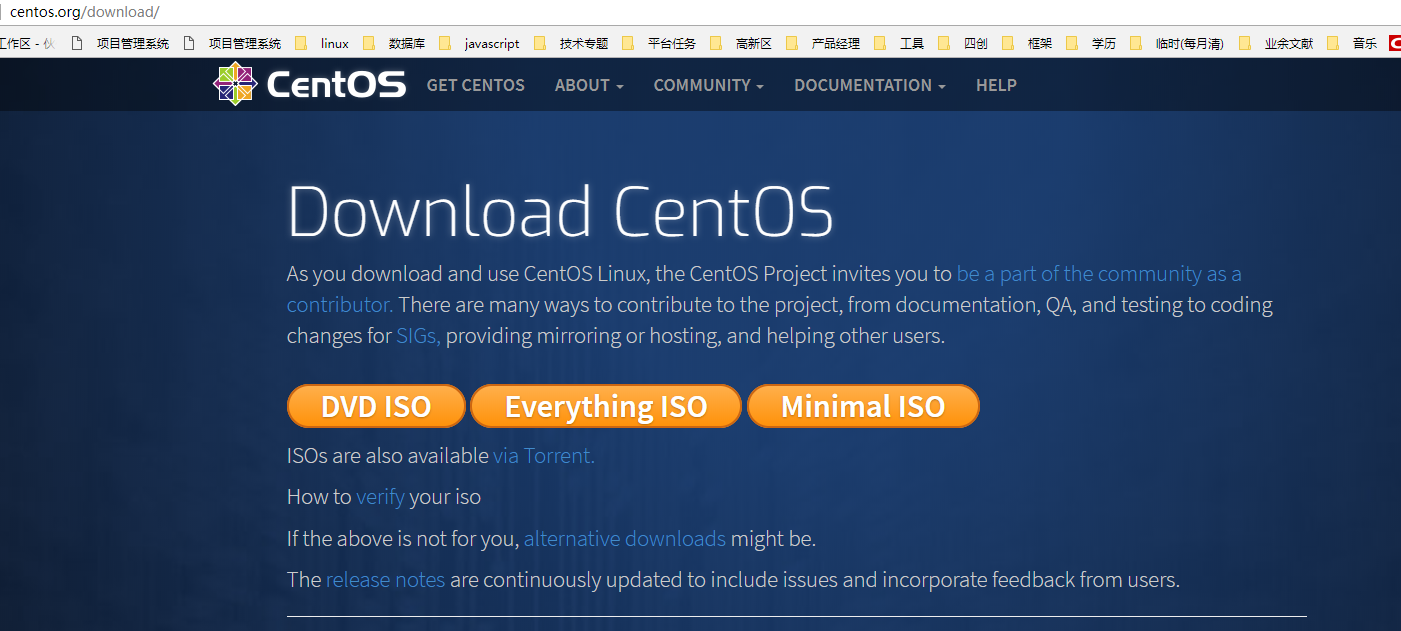 centos.org/download/
工作区 - 伙 项目管理系统 项目管理系统 linux 数据库 javascript 技术专题 平台任务 高新区 产品经理 工具 四创 框架 学历 临时(每月清) 业余文献 音乐
CentOS GET CENTOS ABOUT COMMUNITY DOCUMENTATION HELP
Download CentOS
As you download and use CentOS Linux, the CentOS Project invites you to be a part of the community as a
contributor. There are many ways to contribute to the project, from documentation, QA, and testing to coding
changes for SIGs, providing mirroring or hosting, and helping other users.
DVD ISO Everything ISO Minimal ISO
ISOs are also available via Torrent.
How to verify your iso
If the above is not for you, alternative downloads might be.
The release notes are continuously updated to include issues and incorporate feedback from users.